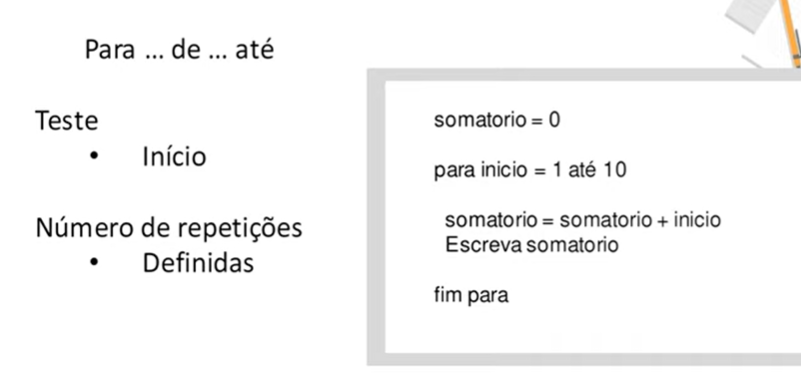 Para ... de ... até
Teste
• Início
Número de repetições
• Definidas
somatorio = 0
para inicio = 1 até 10
somatorio = somatorio + inicio
Escreva somatorio
fim para